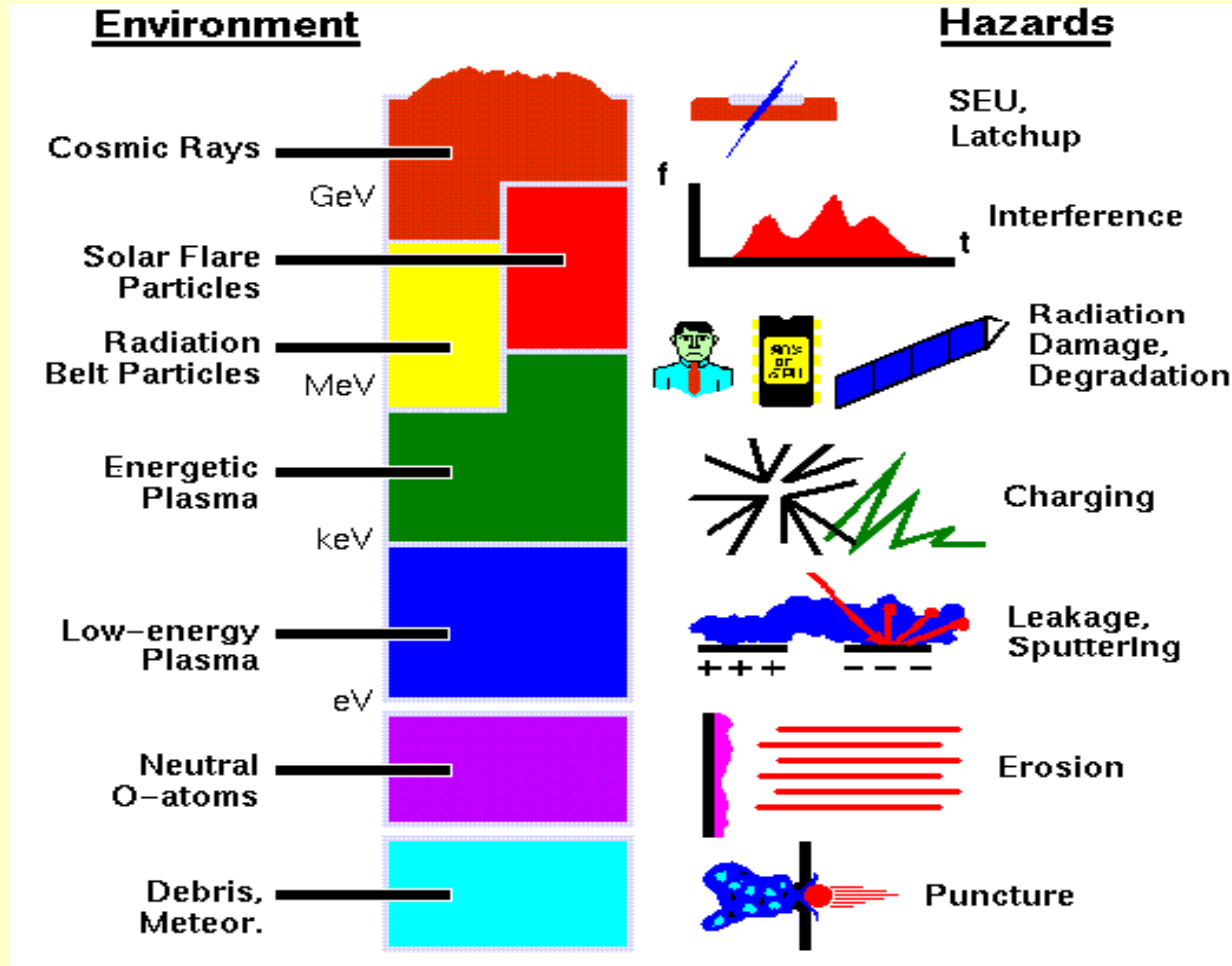 Environment
Hazards
Cosmic Rays
GeV
Solar Flare
Particles
Radiation
Belt Particles
MeV
Energetic
Plasma
keV
Low-energy
Plasma
eV
Neutral
O-atoms
Debris,
Meteor.
SEU,
Latchup
f
t
Interference
Radiation
Damage,
Degradation
Charging
Leakage,
Sputtering
+ + +
- - -
Erosion
Puncture